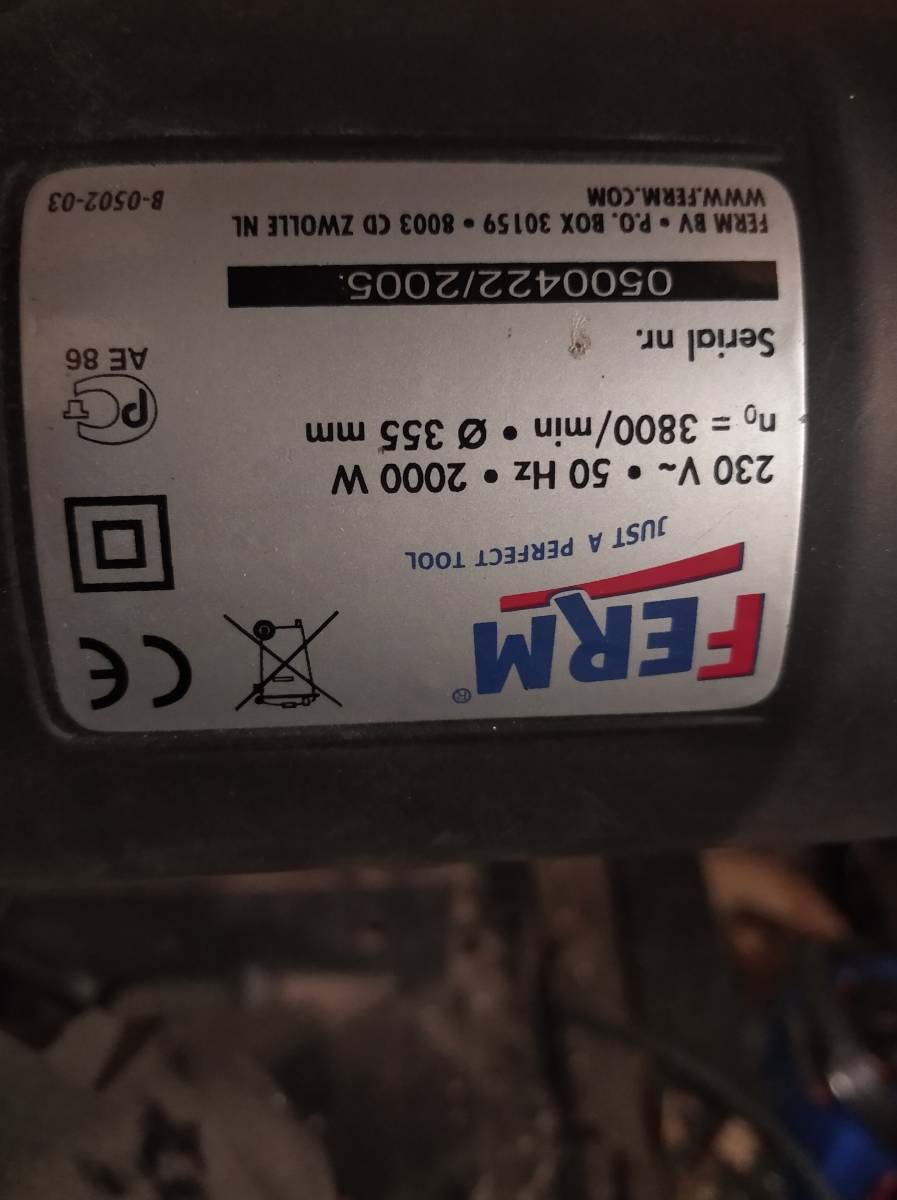 FERM®
JUST A PERFECT TOOL
CE
230 V~ • 50 Hz • 2000 W
n₀ = 3800/min • Ø 355 mm
Serial nr.
0500422/2005
PCT
AE 86
FERM BV • P.O. BOX 30159 • 8003 CD ZWOLLE NL
WWW.FERM.COM
B-0502-03